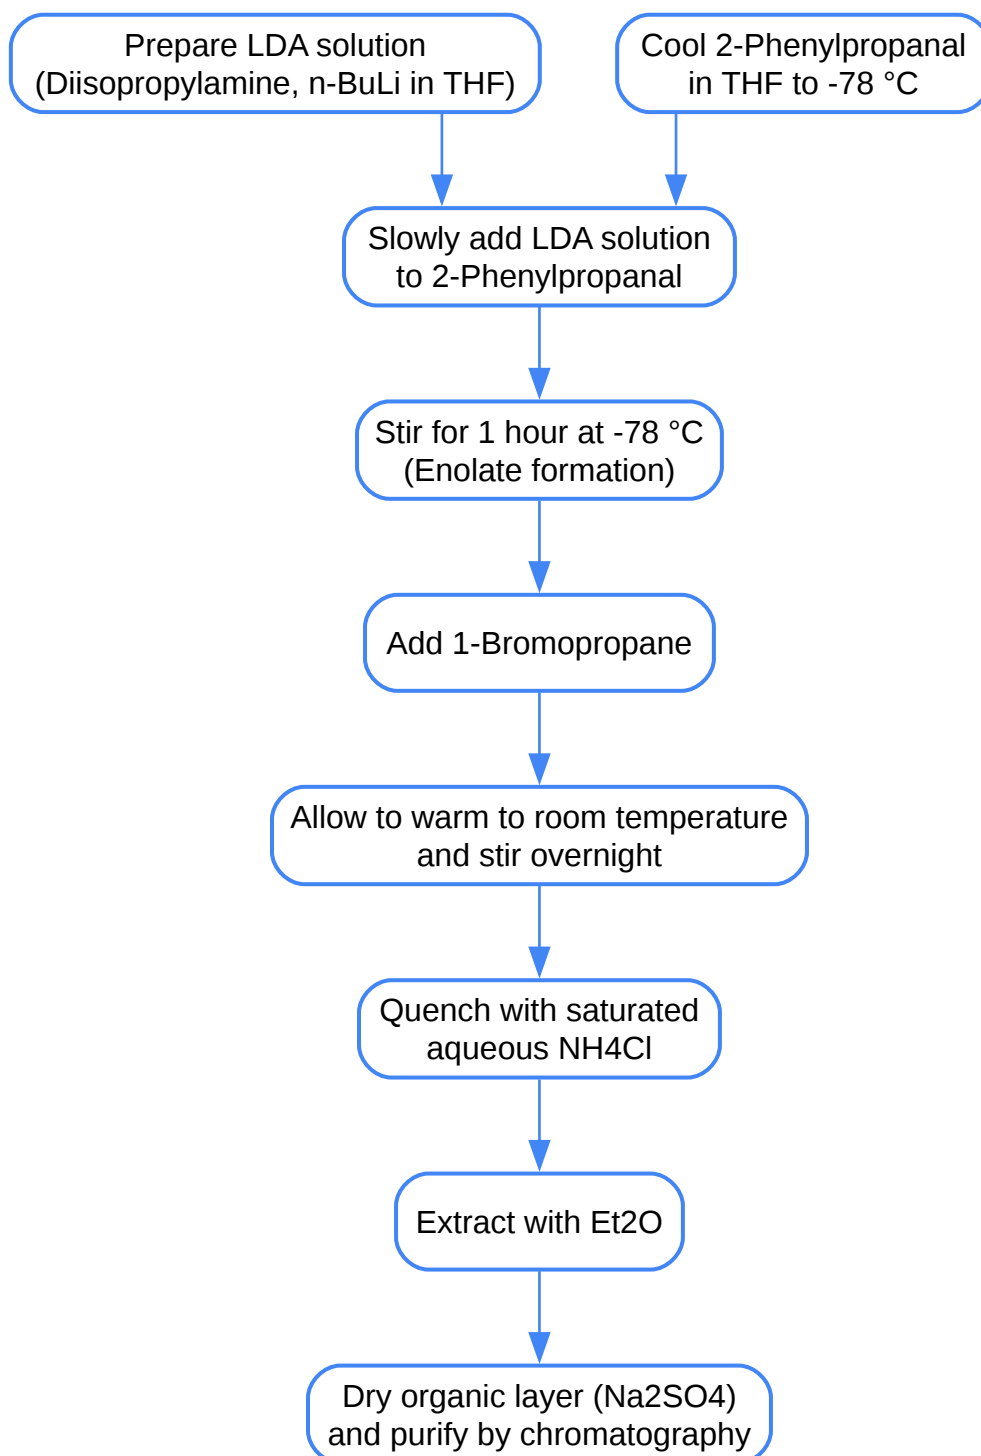 Prepare LDA solution
(Diisopropylamine, n-BuLi in THF)
Cool 2-Phenylpropanal
in THF to -78 °C
Slowly add LDA solution
to 2-Phenylpropanal
Stir for 1 hour at -78 °C
(Enolate formation)
Add 1-Bromopropane
Allow to warm to room temperature
and stir overnight
Quench with saturated
aqueous NH4Cl
Extract with Et2O
Dry organic layer (Na2SO4)
and purify by chromatography